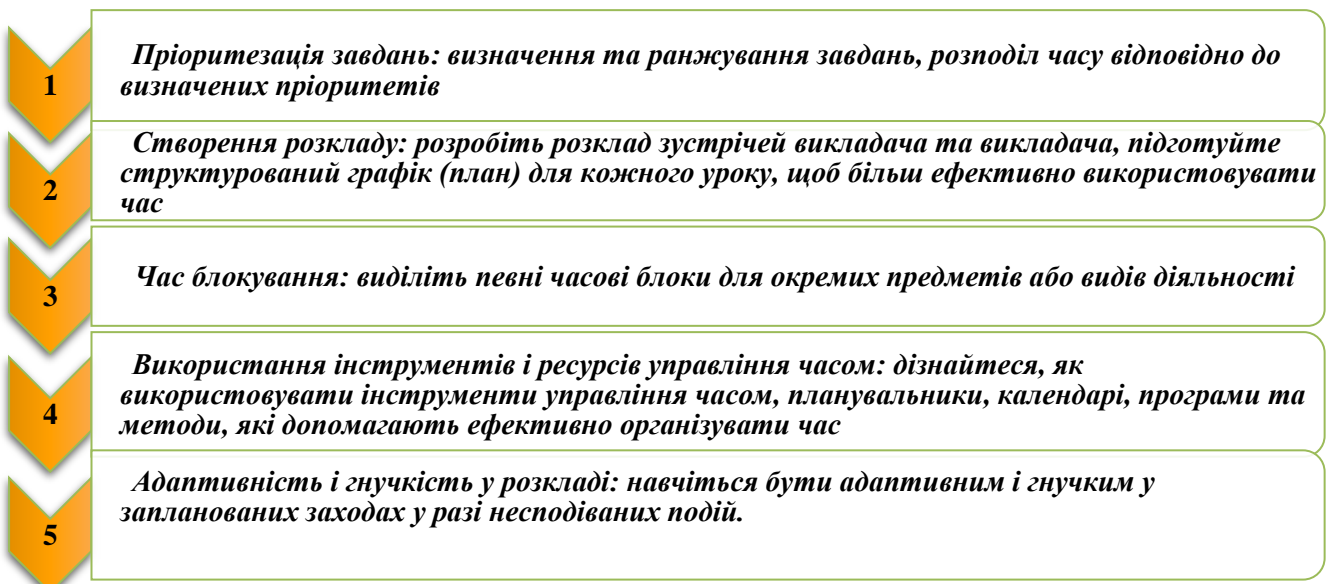 1
Пріоритезація завдань: визначення та ранжування завдань, розподіл часу відповідно до
визначених пріоритетів
2
Створення розкладу: розробіть розклад зустрічей викладача та викладача, підготуйте
структурований графік (план) для кожного уроку, щоб більш ефективно використовувати
час
3
Час блокування: виділіть певні часові блоки для окремих предметів або видів діяльності
4
Використання інструментів і ресурсів управління часом: дізнайтеся, як
використовувати інструменти управління часом, планувальники, календарі, програми та
методи, які допомагають ефективно організувати час
5
Адаптивність і гнучкість у розкладі: навчіться бути адаптивним і гнучким у
запланованих заходах у разі несподіваних подій.